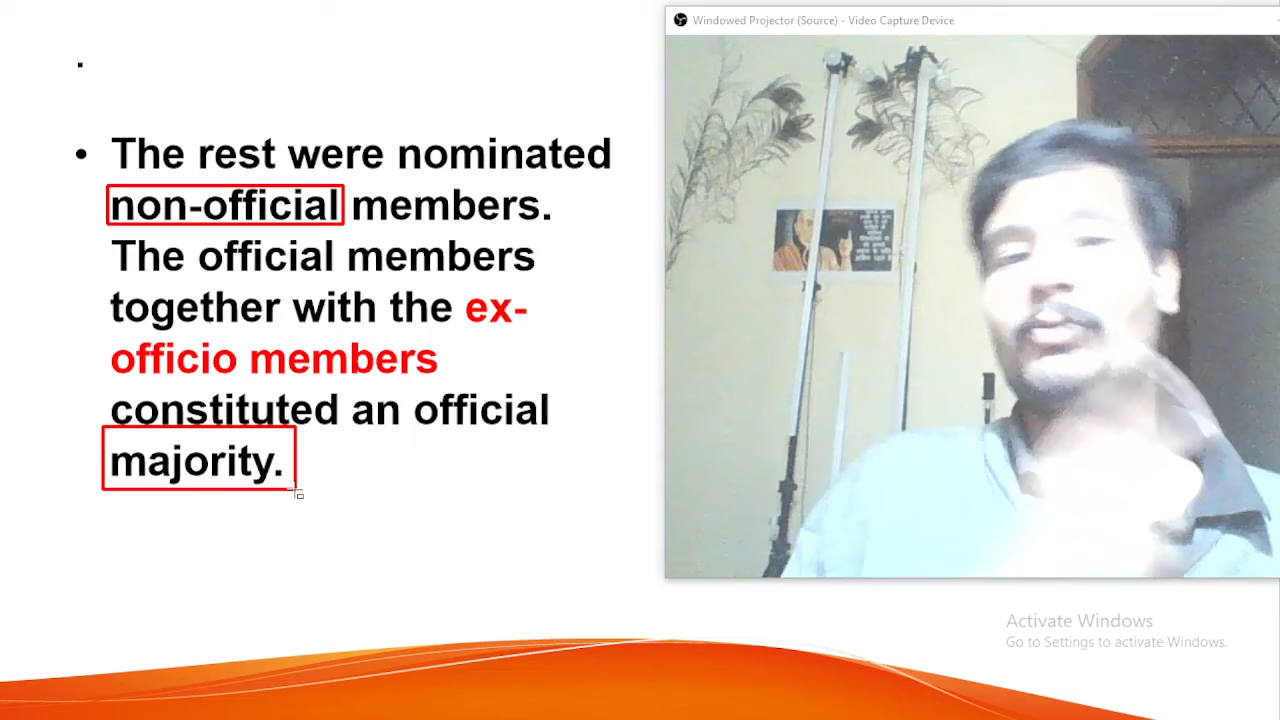 Windowed Projector (Source) - Video Capture Device
.
• The rest were nominated
non-official members.
The official members
together with the ex-
officio members
constituted an official
majority.
Activate Windows
Go to Settings to activate Windows.